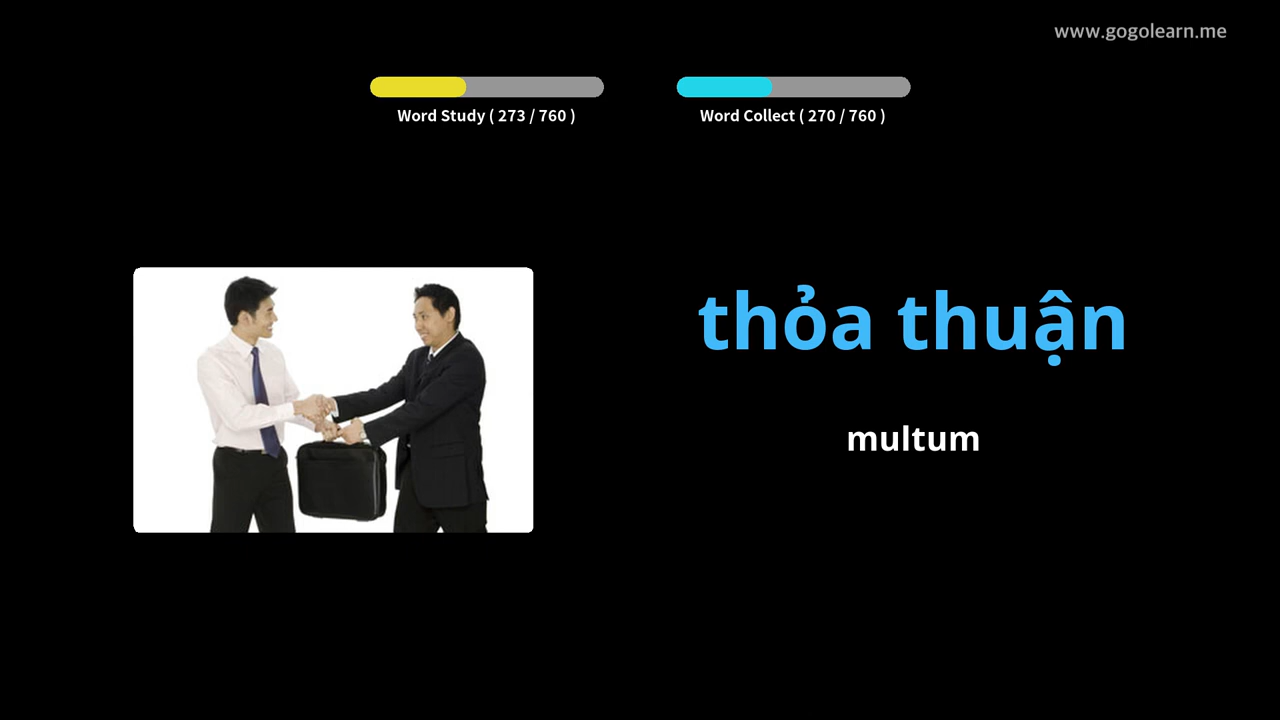 www.gogolearn.me
Word Study ( 273 / 760 )
Word Collect ( 270 / 760 )
thỏa thuận
multum